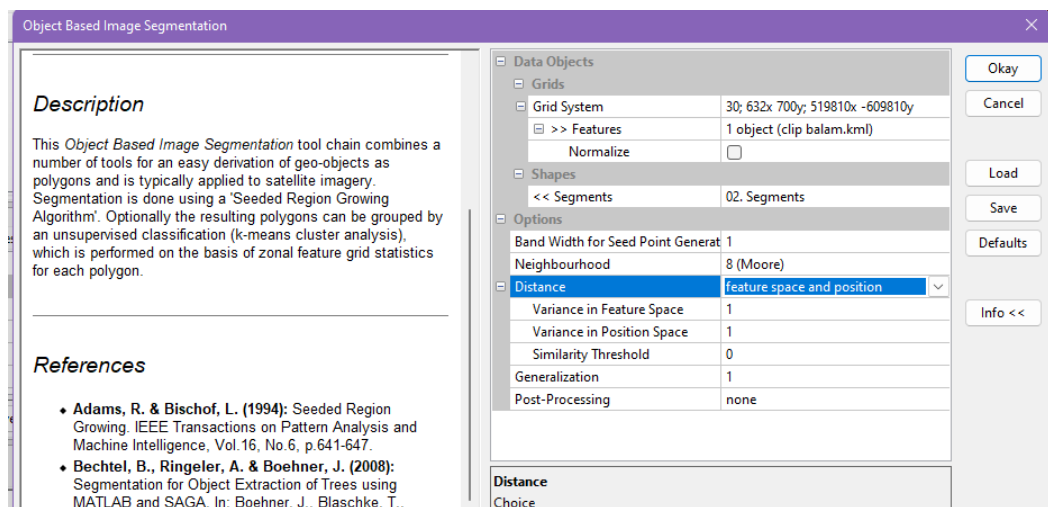 Object Based Image Segmentation
Description
This Object Based Image Segmentation tool chain combines a
number of tools for an easy derivation of geo-objects as
polygons and is typically applied to satellite imagery.
Segmentation is done using a 'Seeded Region Growing
Algorithm'. Optionally the resulting polygons can be grouped by
an unsupervised classification (k-means cluster analysis),
which is performed on the basis of zonal feature grid statistics
for each polygon.
References
Adams, R. & Bischof, L. (1994): Seeded Region
Growing. IEEE Transactions on Pattern Analysis and
Machine Intelligence, Vol.16, No.6, p.641-647.
Bechtel, B., Ringeler, A. & Boehner, J. (2008):
Segmentation for Object Extraction of Trees using
MATLAB and SAGA. In: Boehner, J., Blaschke, T.,
Data Objects
Grids
Grid System 30; 632x 700y; 519810x -609810y
>> Features 1 object (clip balam.kml)
Normalize
Shapes
<< Segments 02. Segments
Options
Band Width for Seed Point Generat 1
Neighbourhood 8 (Moore)
Distance feature space and position
Variance in Feature Space 1
Variance in Position Space 1
Similarity Threshold 0
Generalization 1
Post-Processing none
Distance
Choice
Okay
Cancel
Load
Save
Defaults
Info <<